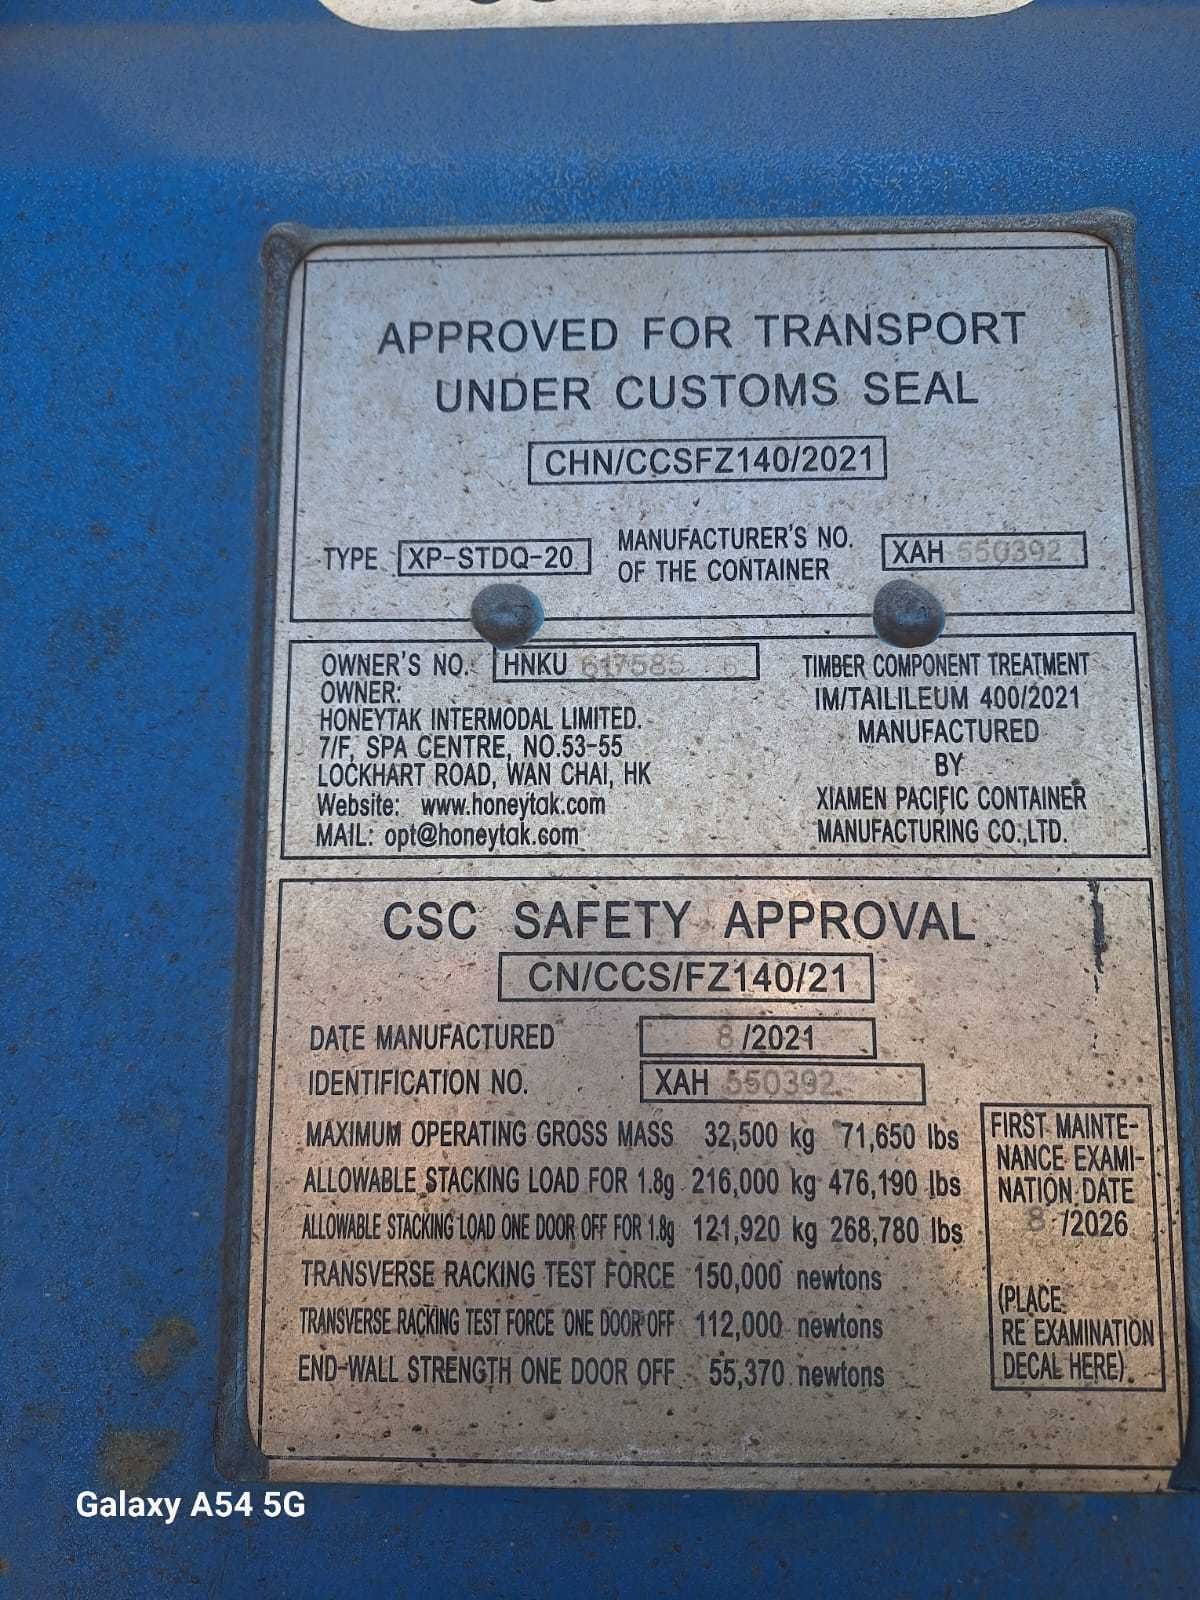 APPROVED FOR TRANSPORT
UNDER CUSTOMS SEAL
CHN/CCSFZ140/2021
TYPE XP-STDQ-20 MANUFACTURER'S NO. OF THE CONTAINER XAH 550392
OWNER'S NO. HNKU 617585 6
OWNER:
HONEYTAK INTERMODAL LIMITED.
7/F, SPA CENTRE, NO.53-55
LOCKHART ROAD, WAN CHAI, HK
Website: www.honeytak.com
MAIL: opt@honeytak.com
TIMBER COMPONENT TREATMENT
IM/TAILILEUM 400/2021
MANUFACTURED
BY
XIAMEN PACIFIC CONTAINER
MANUFACTURING CO.,LTD.
CSC SAFETY APPROVAL
CN/CCS/FZ140/21
DATE MANUFACTURED 8/2021
IDENTIFICATION NO. XAH 550392
MAXIMUM OPERATING GROSS MASS 32,500 kg 71,650 lbs
ALLOWABLE STACKING LOAD FOR 1.8g 216,000 kg 476,190 lbs
ALLOWABLE STACKING LOAD ONE DOOR OFF FOR 1.8g 121,920 kg 268,780 lbs
TRANSVERSE RACKING TEST FORCE 150,000 newtons
TRANSVERSE RACKING TEST FORCE ONE DOOR OFF 112,000 newtons
END-WALL STRENGTH ONE DOOR OFF 55,370 newtons
FIRST MAINTE-
NANCE EXAMI-
NATION DATE
8 /2026
(PLACE
RE EXAMINATION
DECAL HERE)
Galaxy A54 5G